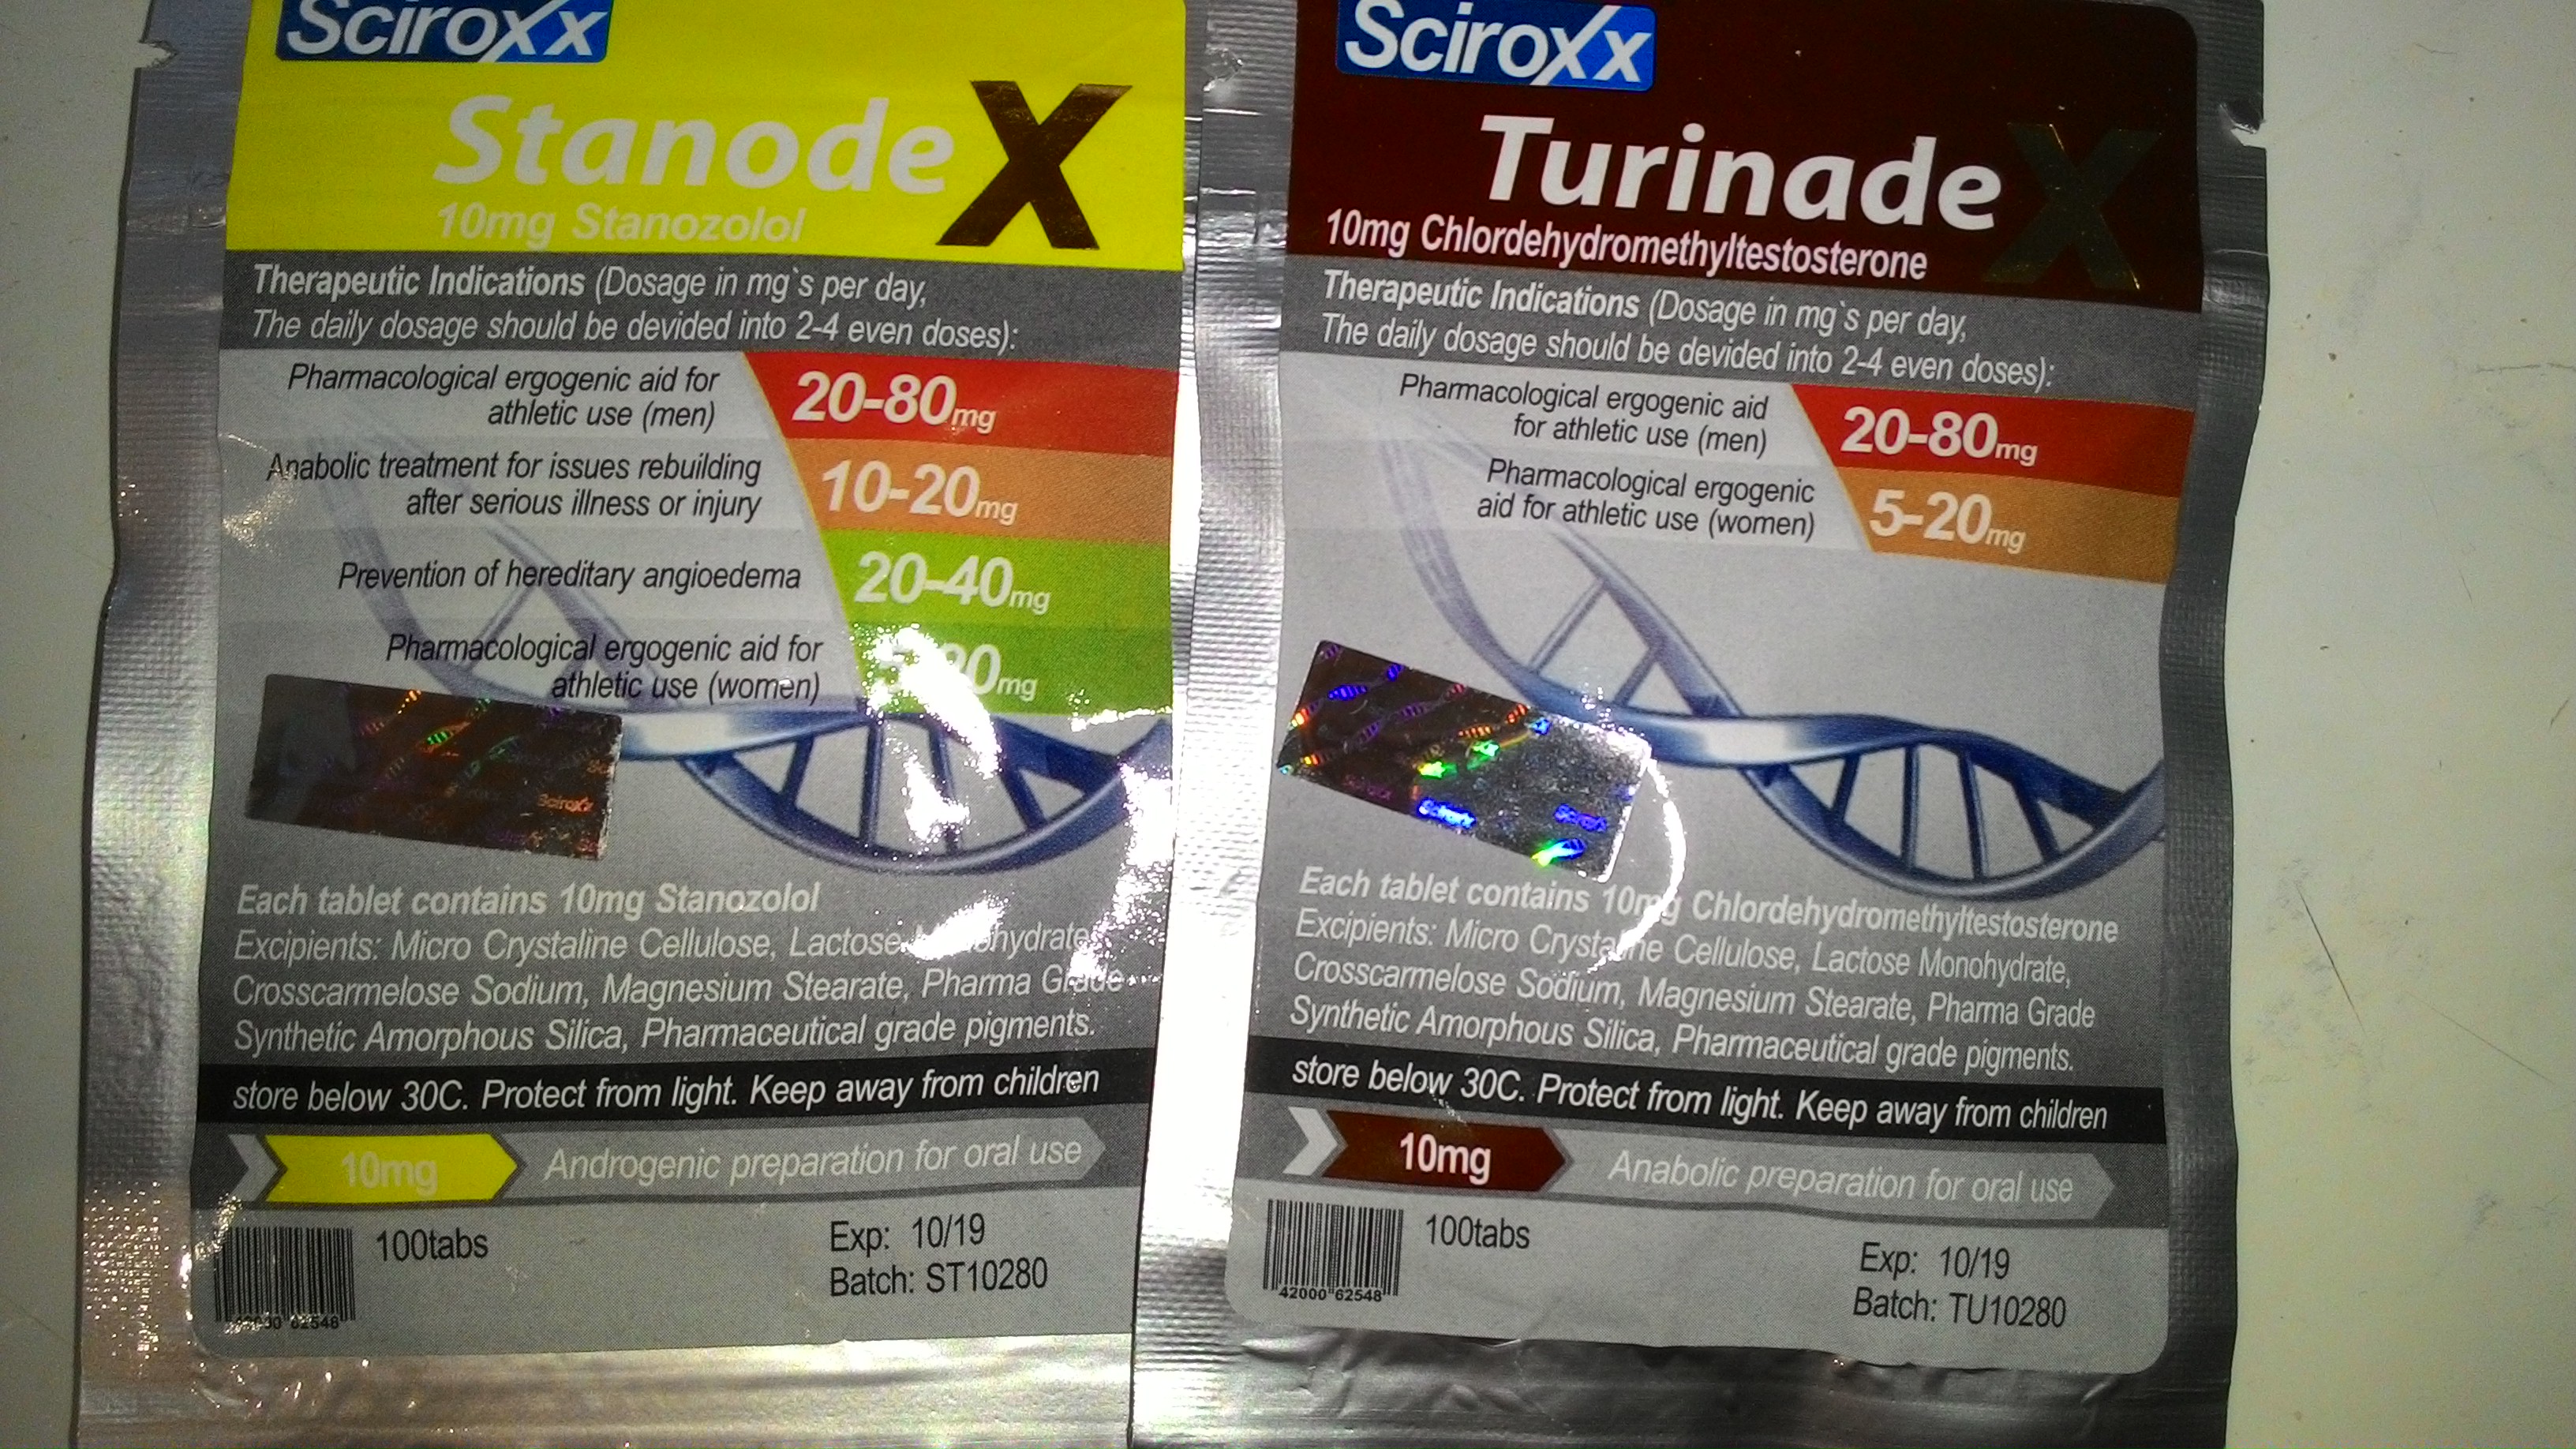 Sciroxx
Stanode X
10mg Stanozolol
Therapeutic Indications (Dosage in mg`s per day,
The daily dosage should be devided into 2-4 even doses):
Pharmacological ergogenic aid for
athletic use (men)
20-80mg
Anabolic treatment for issues rebuilding
after serious illness or injury
10-20mg
Prevention of hereditary angioedema
20-40mg
Pharmacological ergogenic aid for
athletic use (women)
mg
Sciroxx
Each tablet contains 10mg Stanozolol
Excipients: Micro Crystaline Cellulose, Lactose
Crosscarmelose Sodium, Magnesium Stearate, Pharma Grade
Synthetic Amorphous Silica, Pharmaceutical grade pigments.
store below 30C. Protect from light. Keep away from children
10mg
Androgenic preparation for oral use
100tabs
Exp: 10/19
Batch: ST10280
Sciroxx
Turinade X
10mg Chlordehydromethyltestosterone
Therapeutic Indications (Dosage in mg`s per day,
The daily dosage should be devided into 2-4 even doses):
Pharmacological ergogenic aid
for athletic use (men)
20-80mg
Pharmacological ergogenic
aid for athletic use (women)
5-20mg
Sciroxx
Sciroxx
Each tablet contains 10mg Chlordehydromethyltestosterone
Excipients: Micro Crystaline Cellulose, Lactose Monohydrate,
Crosscarmelose Sodium, Magnesium Stearate, Pharma Grade
Synthetic Amorphous Silica, Pharmaceutical grade pigments.
store below 30C. Protect from light. Keep away from children
10mg
Anabolic preparation for oral use
42000 62548
100tabs
Exp: 10/19
Batch: TU10280